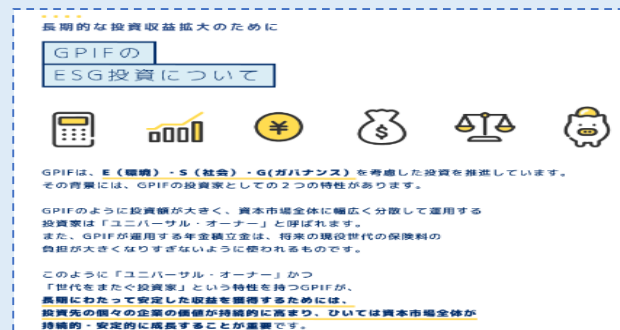 長期的な投資収益拡大のために
GPIFの
ESG投資について
¥
$
GPIFは、E（環境）・S（社会）・G(ガバナンス）を考慮した投資を推進しています。
その背景には、GPIFの投資家としての２つの特性があります。
GPIFのように投資額が大きく、資本市場全体に幅広く分散して運用する
投資家は「ユニバーサル・オーナー」と呼ばれます。
また、GPIFが運用する年金積立金は、将来の現役世代の保険料の
負担が大きくなりすぎないように使われるものです。
このように「ユニバーサル・オーナー」かつ
「世代をまたぐ投資家」という特性を持つGPIFが、
長期にわたって安定した収益を獲得するためには、
投資先の個々の企業の価値が持続的に高まり、ひいては資本市場全体が
持続的・安定的に成長することが重要です。